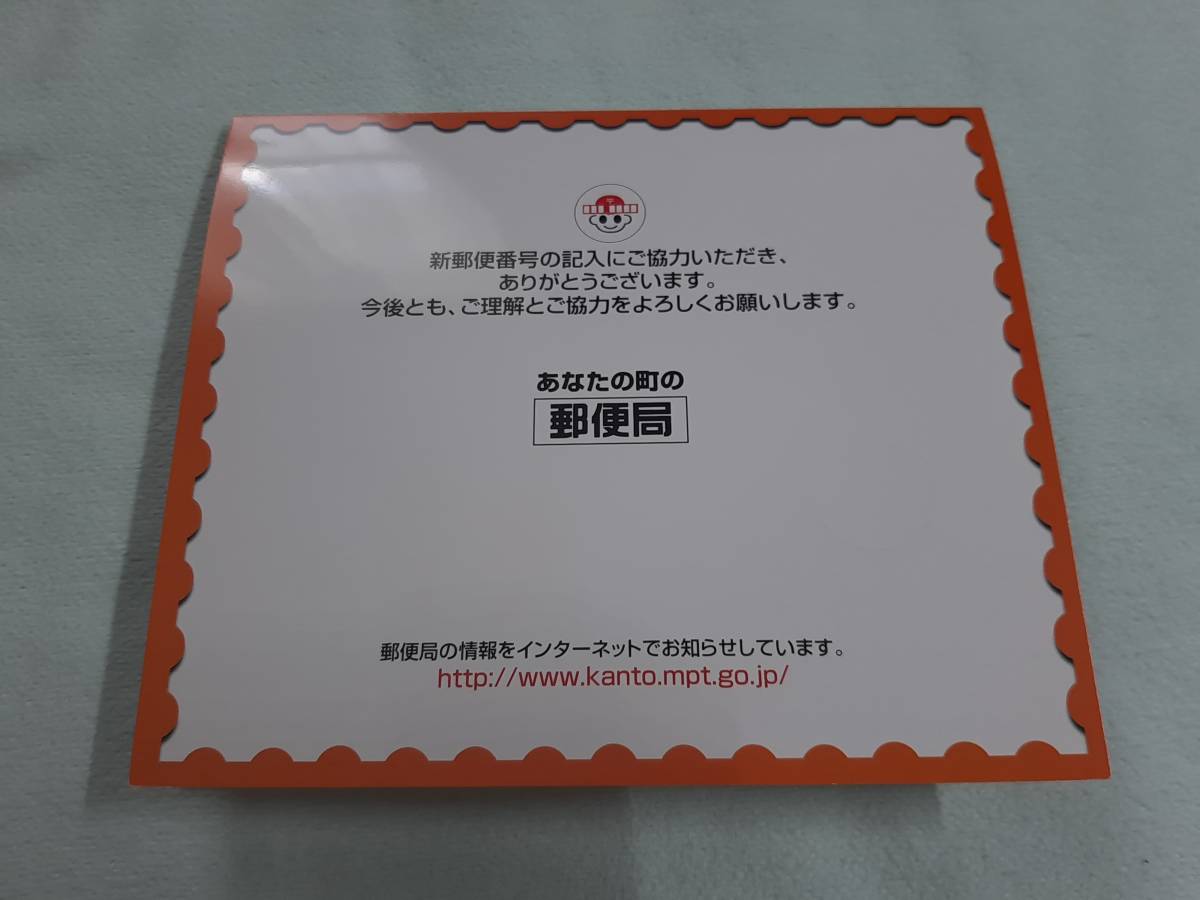 〒
新郵便番号の記入にご協力いただき、
ありがとうございます。
今後とも、ご理解とご協力をよろしくお願いします。
あなたの町の
郵便局
郵便局の情報をインターネットでお知らせしています。
http://www.kanto.mpt.go.jp/